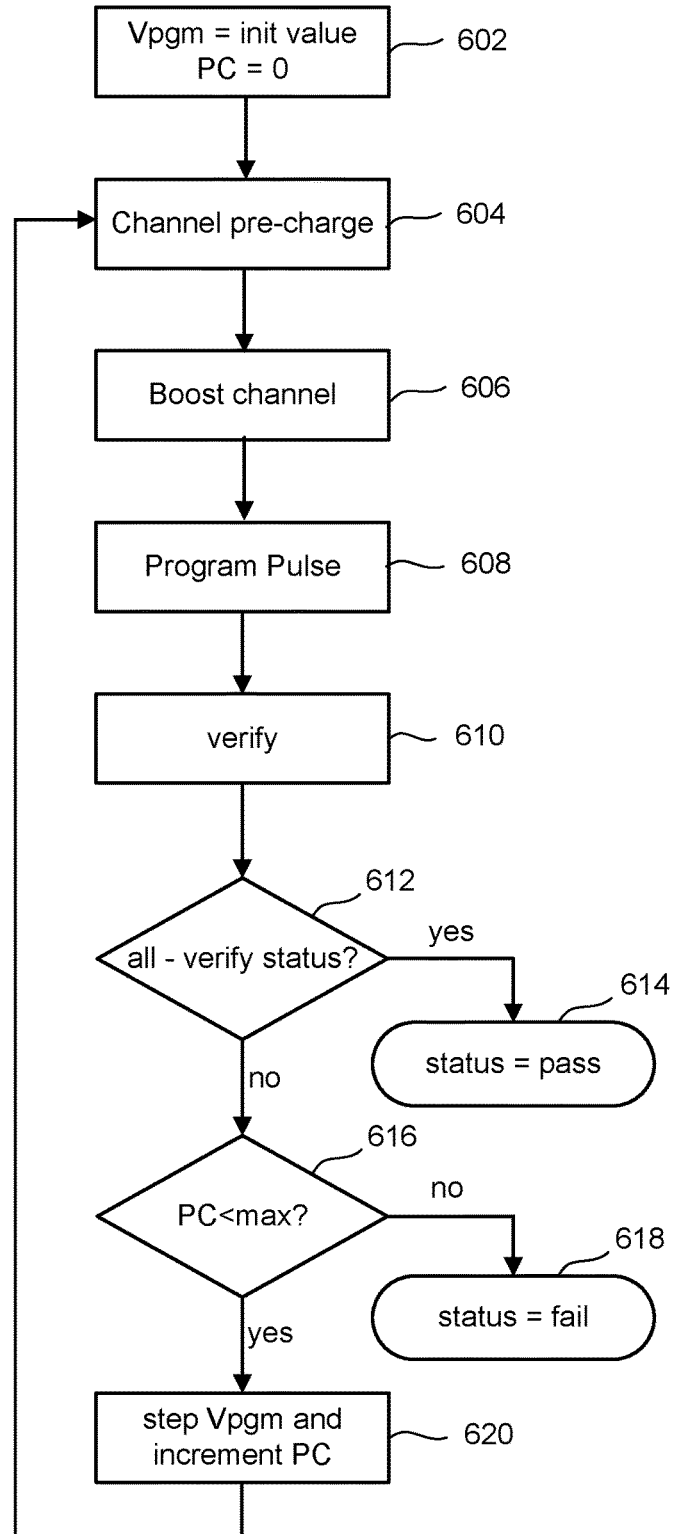 Vpgm = init value
PC = 0
602
Channel pre-charge
604
Boost channel
606
Program Pulse
608
verify
610
612
all - verify status?
yes
614
status = pass
no
616
PC<max?
no
618
status = fail
yes
step Vpgm and
increment PC
620